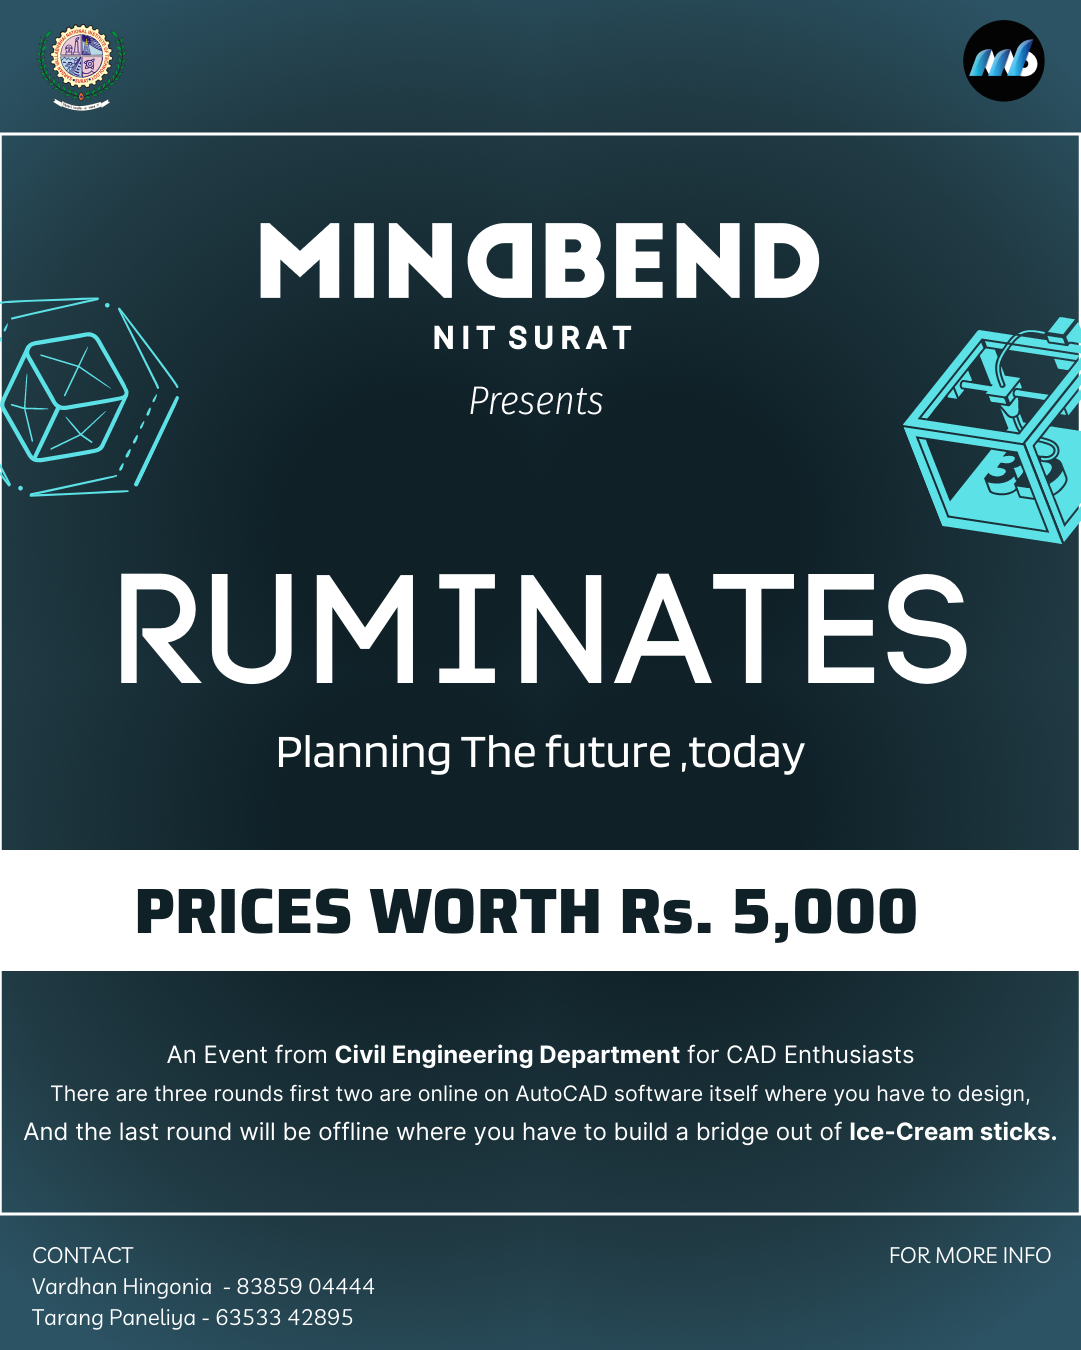 MINDBEND
NIT SURAT
Presents
3D
RUMINATES
Planning The future ,today
PRICES WORTH Rs. 5,000
An Event from Civil Engineering Department for CAD Enthusiasts
There are three rounds first two are online on AutoCAD software itself where you have to design,
And the last round will be offline where you have to build a bridge out of Ice-Cream sticks.
CONTACT
FOR MORE INFO
Vardhan Hingonia - 83859 04444
Tarang Paneliya - 63533 42895